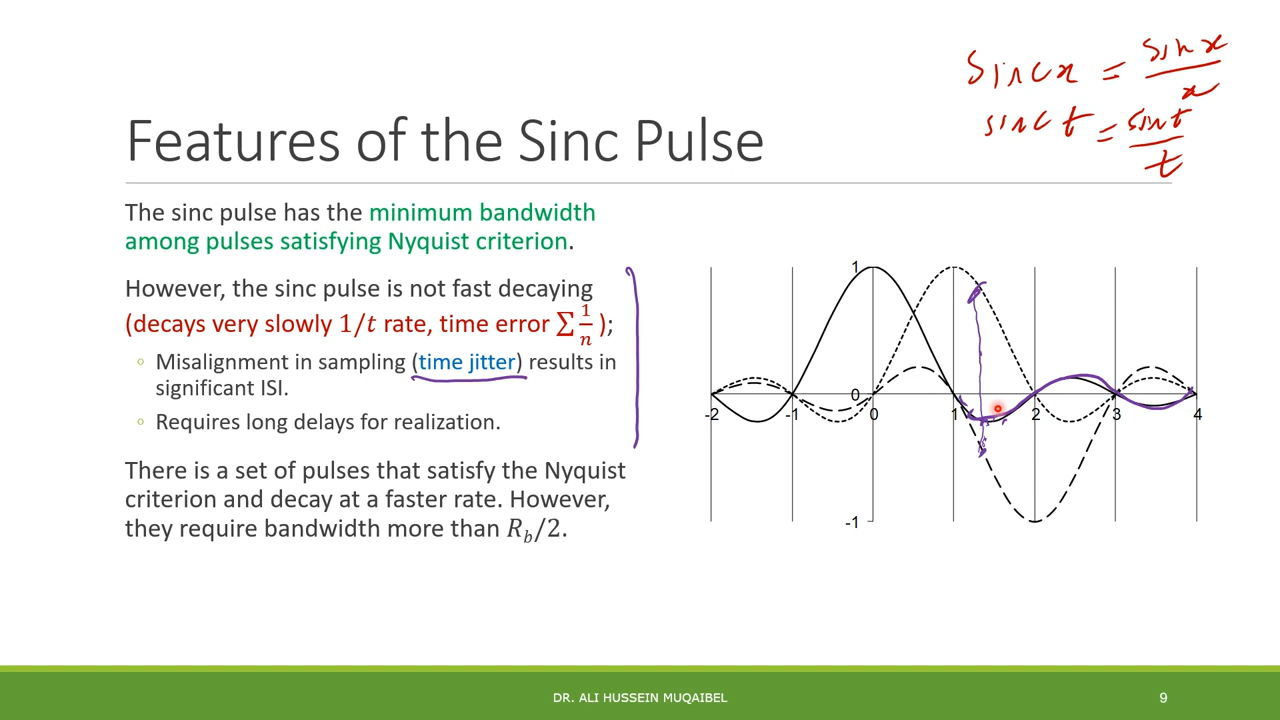 sinc x = sin x / x
sinc t = sin t / t
Features of the Sinc Pulse
The sinc pulse has the minimum bandwidth
among pulses satisfying Nyquist criterion.
However, the sinc pulse is not fast decaying
(decays very slowly 1/t rate, time error ∑ 1/n );
◦ Misalignment in sampling (time jitter) results in
significant ISI.
◦ Requires long delays for realization.
There is a set of pulses that satisfy the Nyquist
criterion and decay at a faster rate. However,
they require bandwidth more than R_b/2.
1
0
-2 -1 0 1 2 3 4
-1
DR. ALI HUSSEIN MUQAIBEL 9